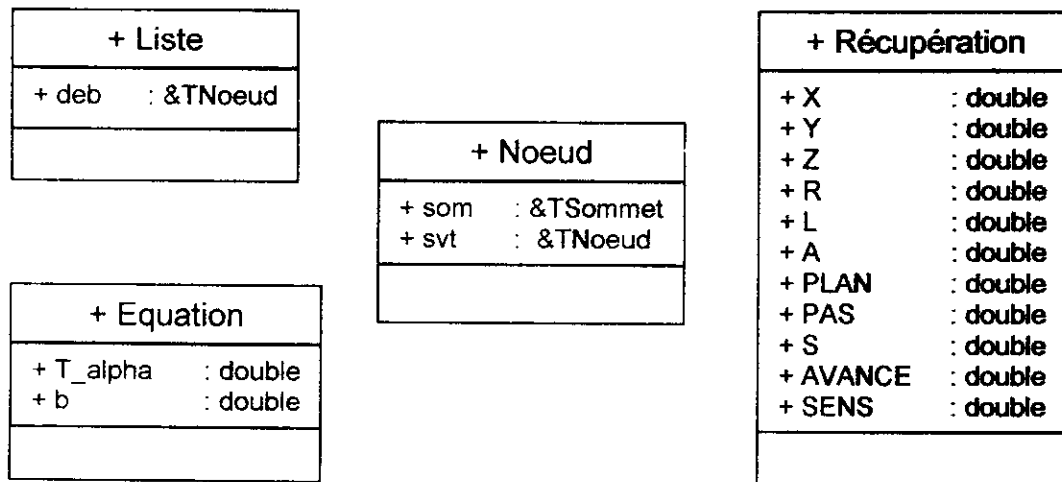 + Liste
+ deb : &TNoeud
+ Noeud
+ som : &TSommet
+ svt : &TNoeud
+ Equation
+ T_alpha : double
+ b : double
+ Récupération
+ X : double
+ Y : double
+ Z : double
+ R : double
+ L : double
+ A : double
+ PLAN : double
+ PAS : double
+ S : double
+ AVANCE : double
+ SENS : double